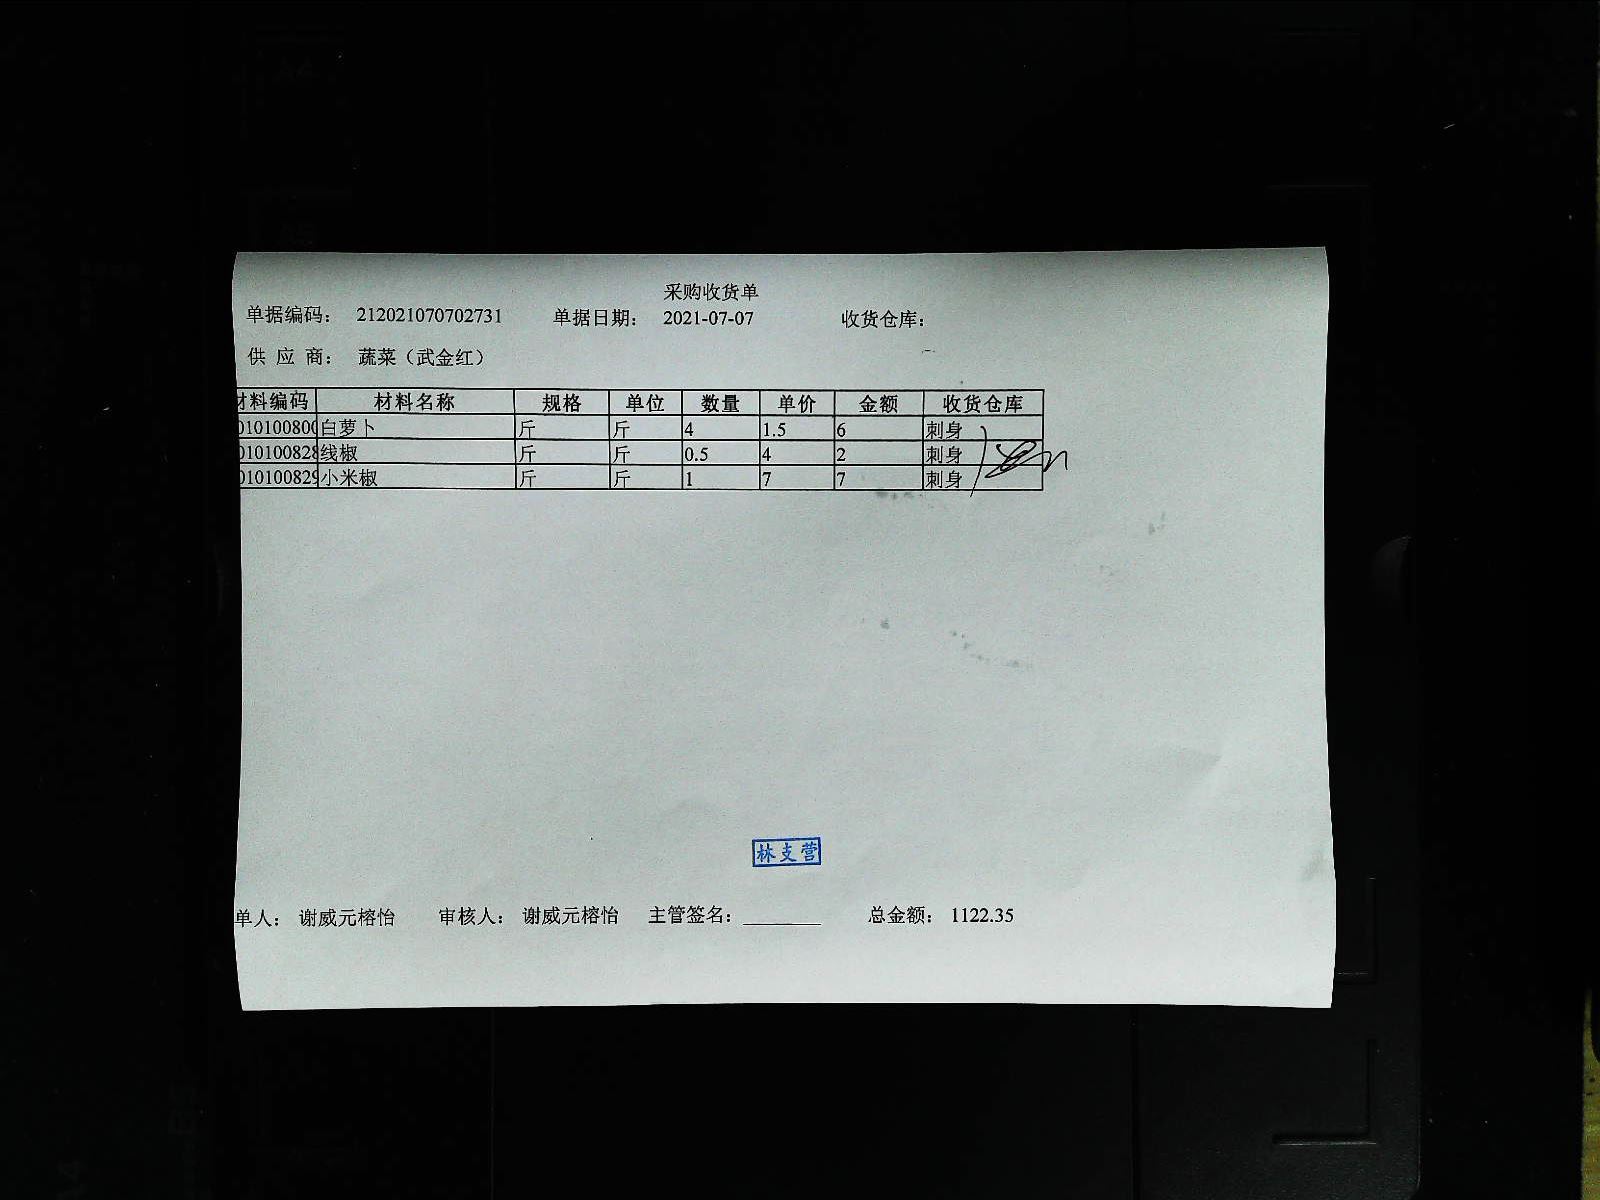 采购收货单
单据编码： 212021070702731 单据日期： 2021-07-07 收货仓库：
供 应 商： 蔬菜（武金红）
材料编码 材料名称 规格 单位 数量 单价 金额 收货仓库
010100800 白萝卜 斤 斤 4 1.5 6 刺身
010100828 线椒 斤 斤 0.5 4 2 刺身
010100829 小米椒 斤 斤 1 7 7 刺身
林支营
单人： 谢威元榕怡 审核人： 谢威元榕怡 主管签名： 总金额： 1122.35